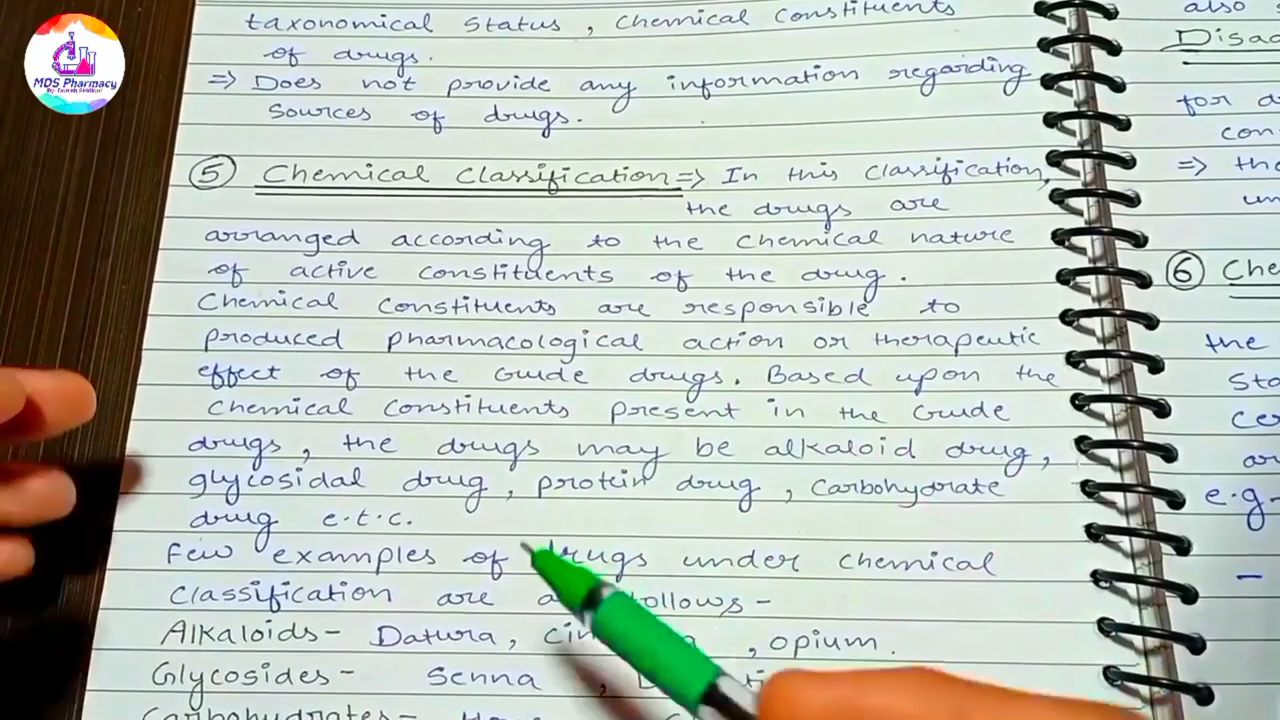 MDS Pharmacy
taxonomical status, chemical constituents
of drugs.
=> Does not provide any information regarding
sources of drugs.
5 Chemical Classification => In this classification,
the drugs are
arranged according to the chemical nature
of active constituents of the drug.
Chemical constituents are responsible to
produced pharmacological action or therapeutic
effect of the crude drugs. Based upon the
chemical constituents present in the crude
drugs, the drugs may be alkaloid drug,
glycosidal drug, protein drug, carbohydrate
drug e.t.c.
Few examples of drugs under chemical
classification are follows -
Alkaloids - Datura, , opium.
Glycosides - Senna ,
Carbohydrates -
also
for
con
=> the
6 Che
the
e.g-